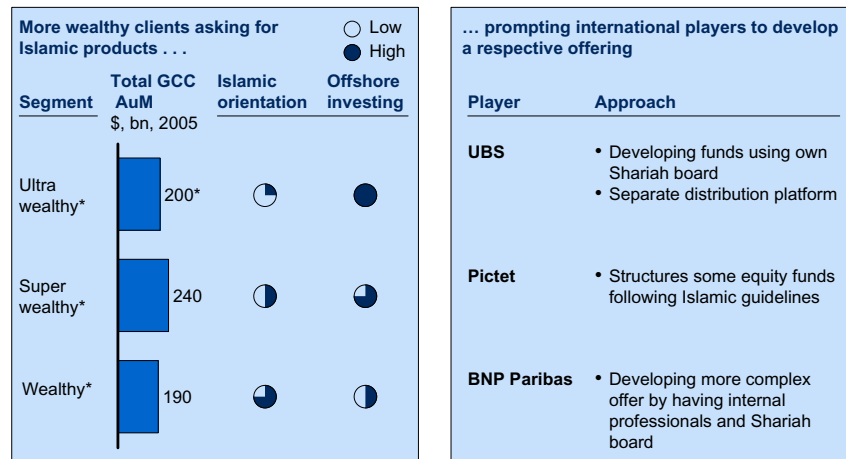 More wealthy clients asking for
Islamic products . . .
Low
High
Segment
Total GCC
AuM
$, bn, 2005
Islamic
orientation
Offshore
investing
Ultra
wealthy*
200*
Super
wealthy*
240
Wealthy*
190
… prompting international players to develop
a respective offering
Player
Approach
UBS
• Developing funds using own
Shariah board
• Separate distribution platform
Pictet
• Structures some equity funds
following Islamic guidelines
BNP Paribas
• Developing more complex
offer by having internal
professionals and Shariah
board